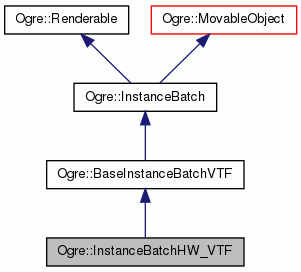 Ogre::Renderable
Ogre::MovableObject
Ogre::InstanceBatch
Ogre::BaseInstanceBatchVTF
Ogre::InstanceBatchHW_VTF